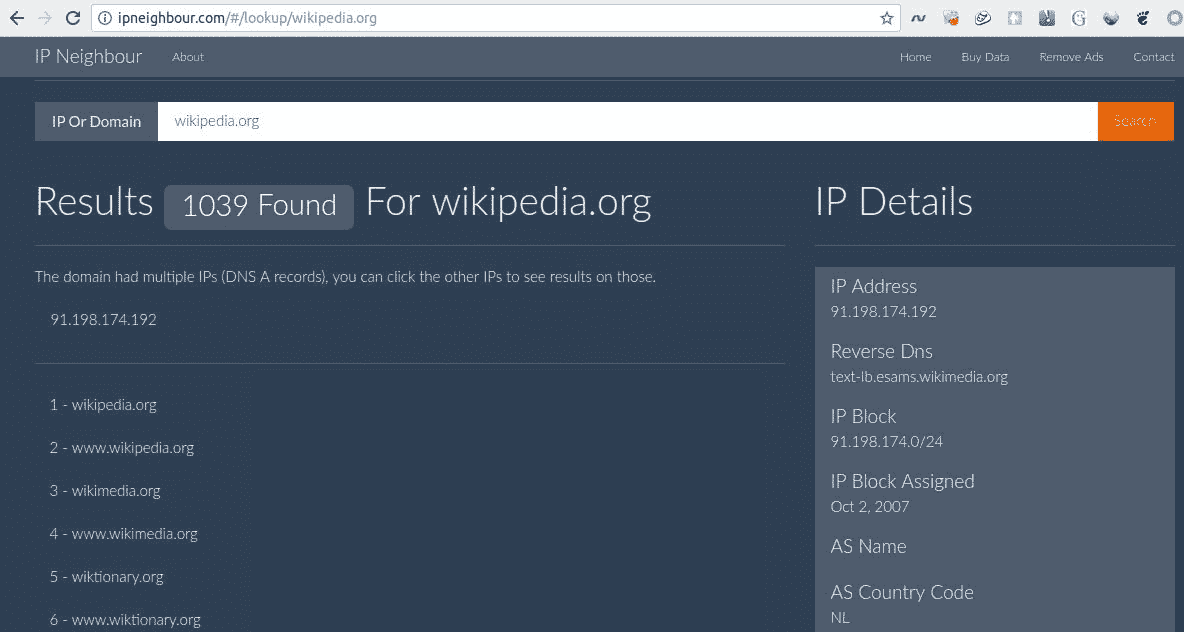 ipneighbour.com/#/lookup/wikipedia.org
IP Neighbour About Home Buy Data Remove Ads Contact
IP Or Domain wikipedia.org Search
Results 1039 Found For wikipedia.org
The domain had multiple IPs (DNS A records), you can click the other IPs to see results on those.
91.198.174.192
1 - wikipedia.org
2 - www.wikipedia.org
3 - wikimedia.org
4 - www.wikimedia.org
5 - wiktionary.org
6 - www.wiktionary.org
IP Details
IP Address
91.198.174.192
Reverse Dns
text-lb.esams.wikimedia.org
IP Block
91.198.174.0/24
IP Block Assigned
Oct 2, 2007
AS Name
AS Country Code
NL